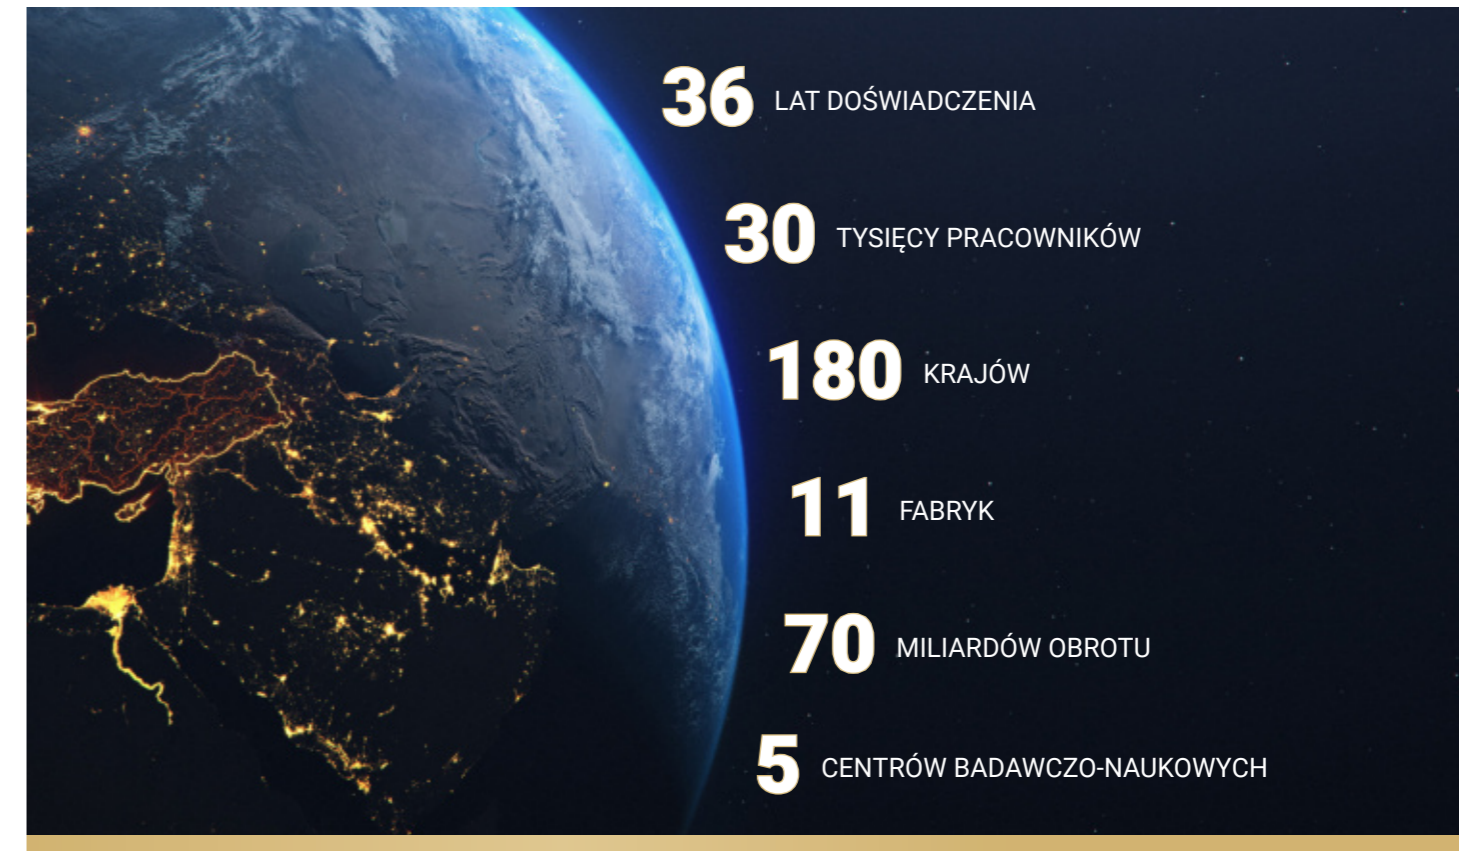 36 LAT DOŚWIADCZENIA
30 TYSIĘCY PRACOWNIKÓW
180 KRAJÓW
11 FABRYK
70 MILIARDÓW OBROTU
5 CENTRÓW BADAWCZO-NAUKOWYCH